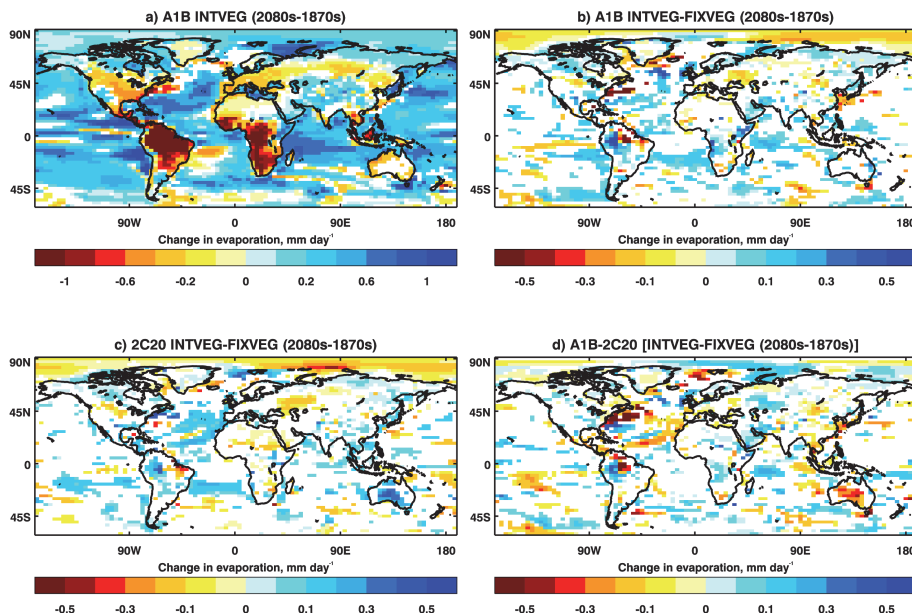 a) A1B INTVEG (2080s-1870s)
90N
45N
0
45S
90W
0
90E
180
Change in evaporation, mm day⁻¹
-1
-0.6
-0.2
0
0.2
0.6
1
b) A1B INTVEG-FIXVEG (2080s-1870s)
90N
45N
0
45S
90W
0
90E
180
Change in evaporation, mm day⁻¹
-0.5
-0.3
-0.1
0
0.1
0.3
0.5
c) 2C20 INTVEG-FIXVEG (2080s-1870s)
90N
45N
0
45S
90W
0
90E
180
Change in evaporation, mm day⁻¹
-0.5
-0.3
-0.1
0
0.1
0.3
0.5
d) A1B-2C20 [INTVEG-FIXVEG (2080s-1870s)]
90N
45N
0
45S
90W
0
90E
180
Change in evaporation, mm day⁻¹
-0.5
-0.3
-0.1
0
0.1
0.3
0.5